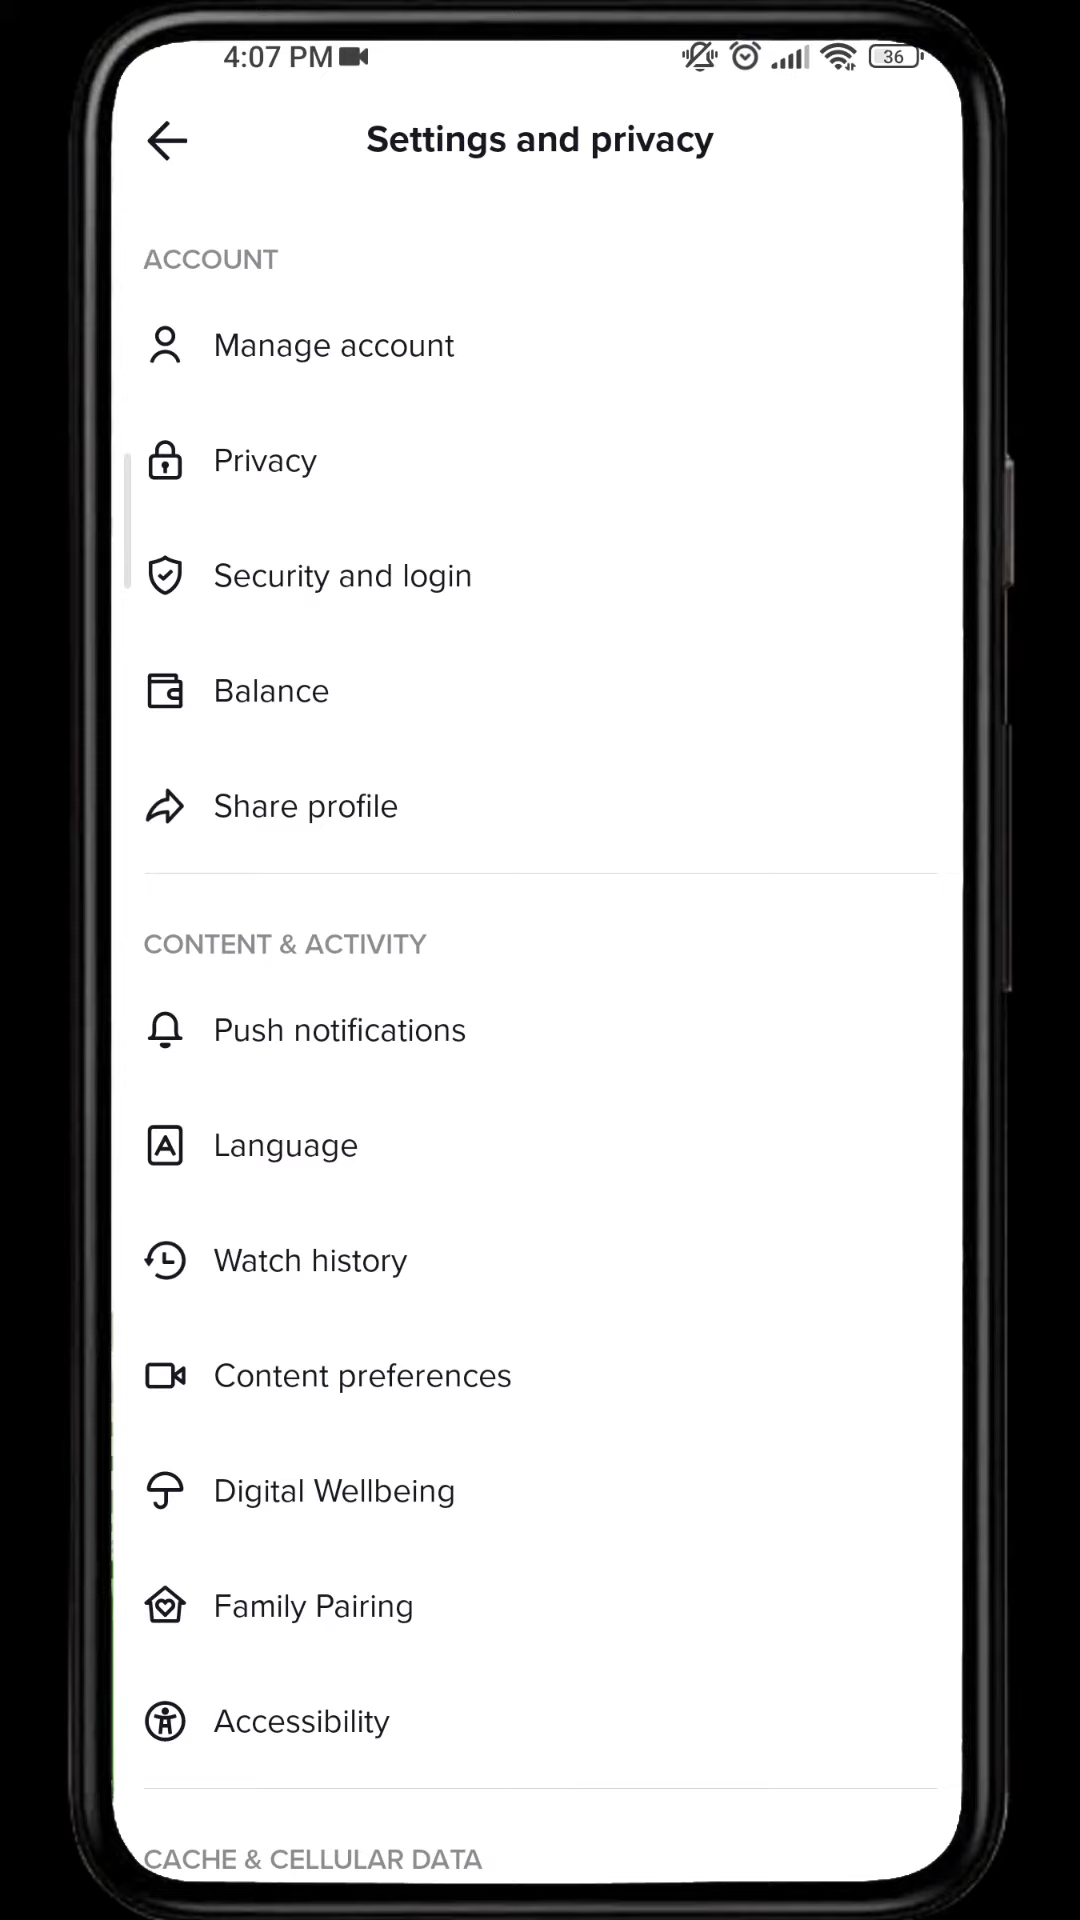 4:07 PM 36
Settings and privacy
ACCOUNT
Manage account
Privacy
Security and login
Balance
Share profile
CONTENT & ACTIVITY
Push notifications
Language
Watch history
Content preferences
Digital Wellbeing
Family Pairing
Accessibility
CACHE & CELLULAR DATA